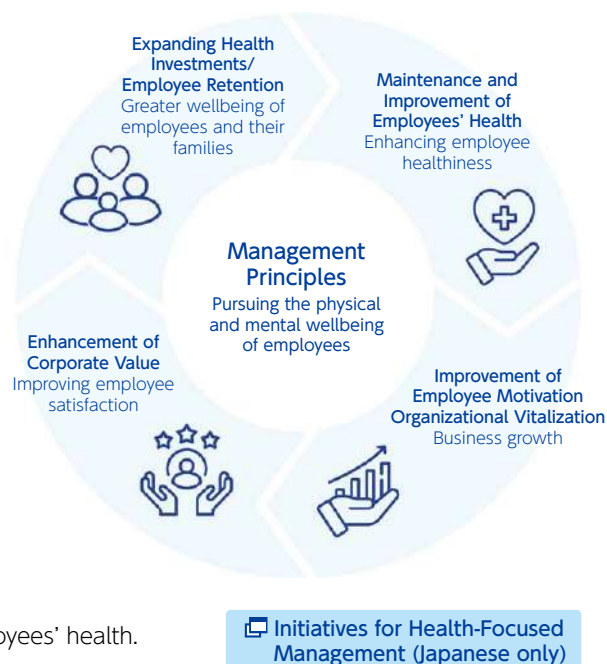 Expanding Health
Investments/
Employee Retention
Greater wellbeing of
employees and their
families
Maintenance and
Improvement of
Employees' Health
Enhancing employee
healthiness
Management
Principles
Pursuing the physical
and mental wellbeing
of employees
Enhancement of
Corporate Value
Improving employee
satisfaction
Improvement of
Employee Motivation
Organizational Vitalization
Business growth
oyees' health.
Initiatives for Health-Focused
Management (Japanese only)